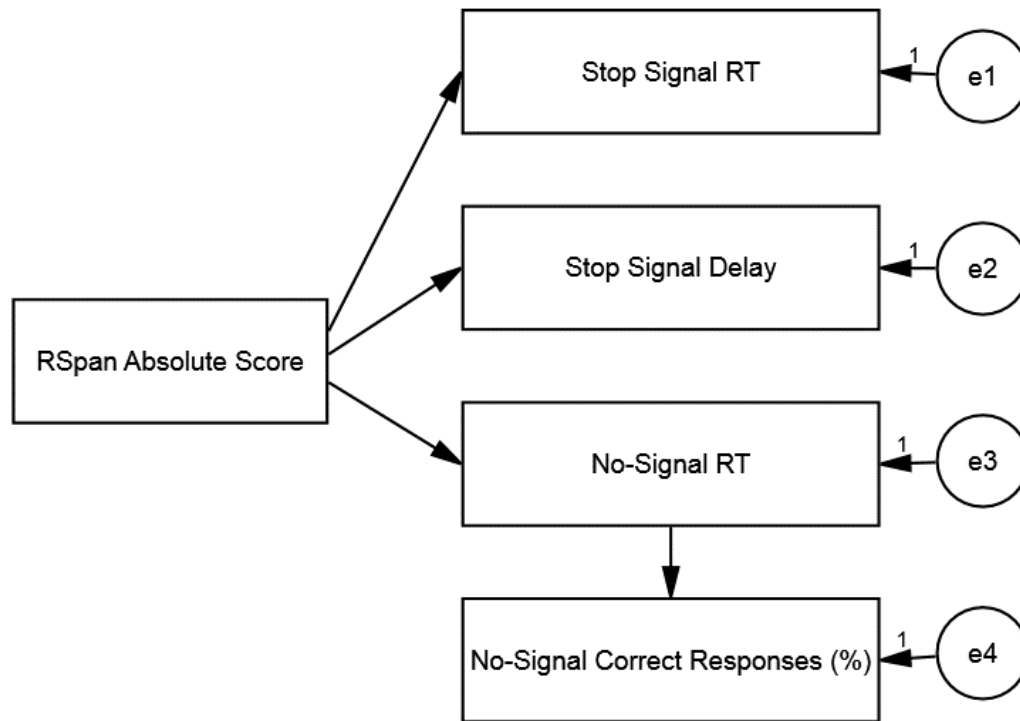 Stop Signal RT
1
e1
Stop Signal Delay
1
e2
RSpan Absolute Score
No-Signal RT
1
e3
No-Signal Correct Responses (%)
1
e4